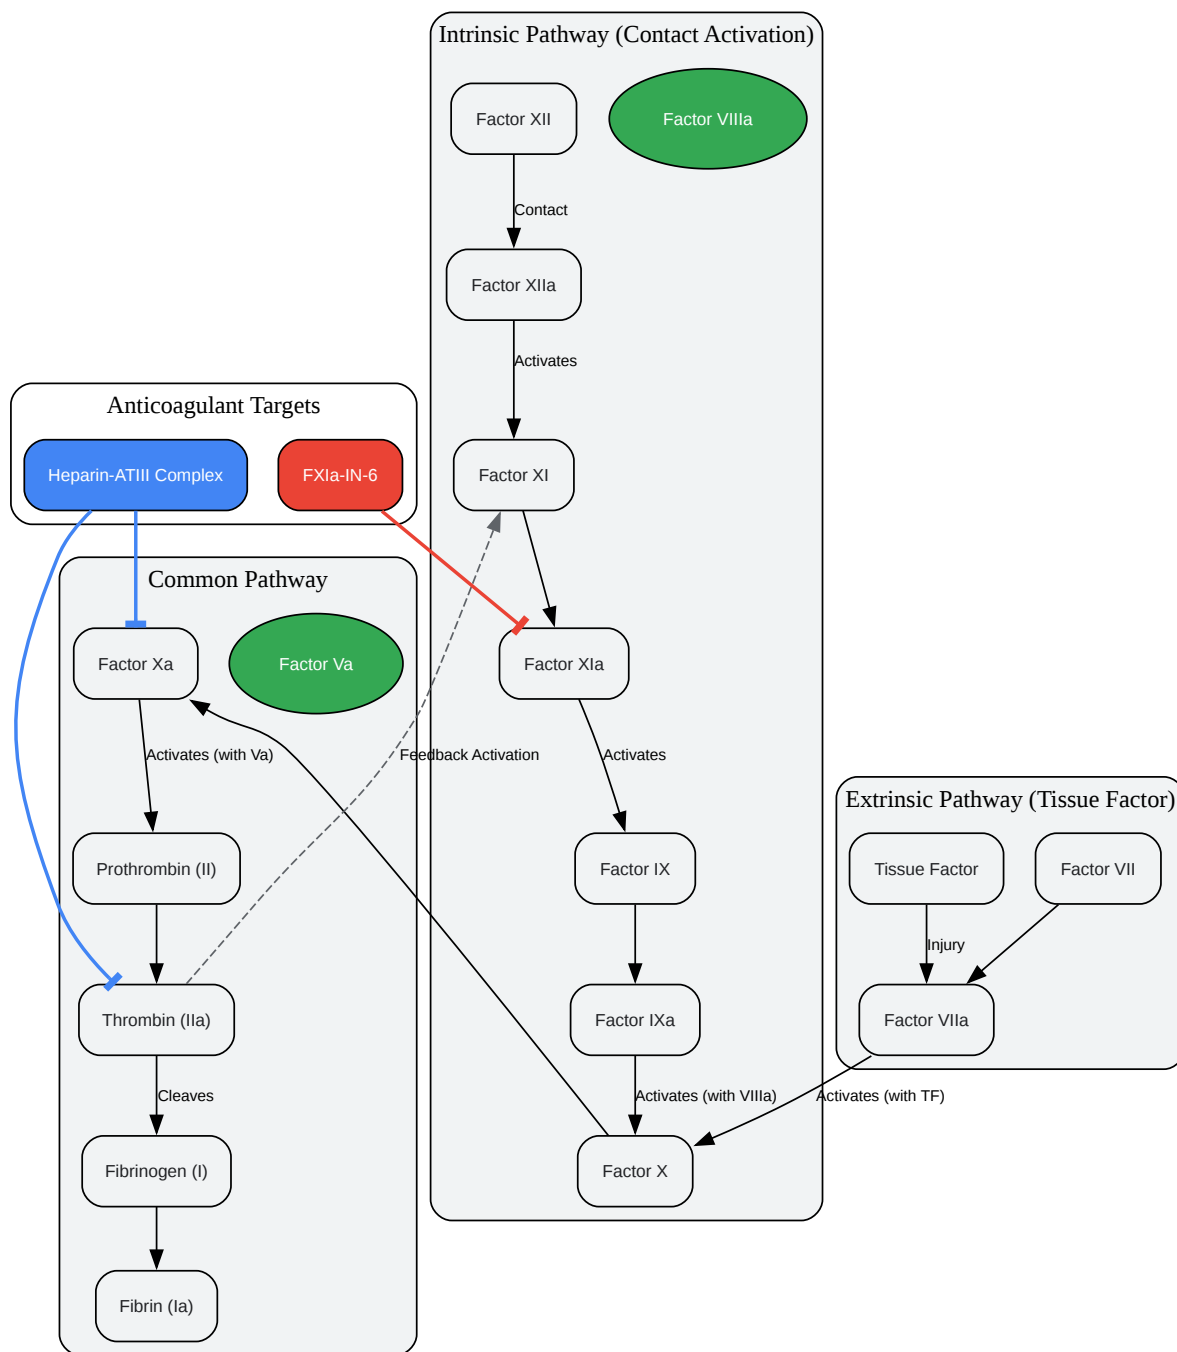 Intrinsic Pathway (Contact Activation)
Factor XII
Factor VIIIa
Contact
Factor XIIa
Activates
Anticoagulant Targets
Heparin-ATIII Complex
FXIa-IN-6
Factor XI
Common Pathway
Factor Xa
Factor Va
Factor XIa
Activates (with Va)
Feedback Activation
Activates
Extrinsic Pathway (Tissue Factor)
Prothrombin (II)
Factor IX
Tissue Factor
Factor VII
Injury
Thrombin (IIa)
Factor IXa
Factor VIIa
Cleaves
Activates (with VIIIa)
Activates (with TF)
Fibrinogen (I)
Factor X
Fibrin (Ia)